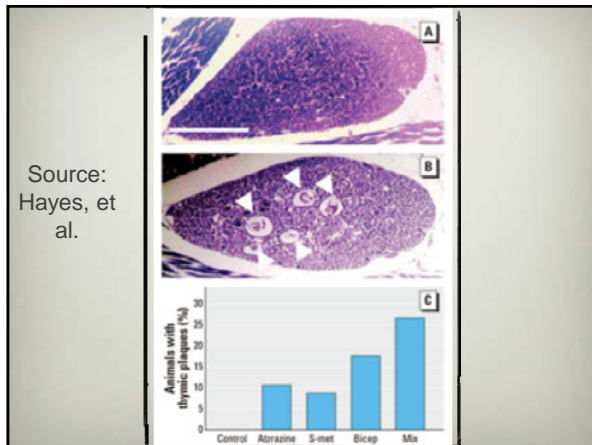 Source:
Hayes, et
al.
A
B
C
Animals with
thymic plaques (%)
30
25
20
15
10
5
0
Control Atzrazine S-met Bicep Mix